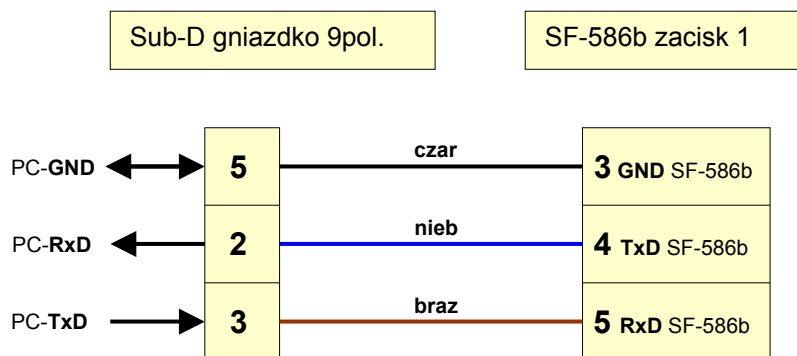 Sub-D gniazdko 9pol.
SF-586b zacisk 1
PC-GND 5 czar 3 GND SF-586b
PC-RxD 2 nieb 4 TxD SF-586b
PC-TxD 3 braz 5 RxD SF-586b